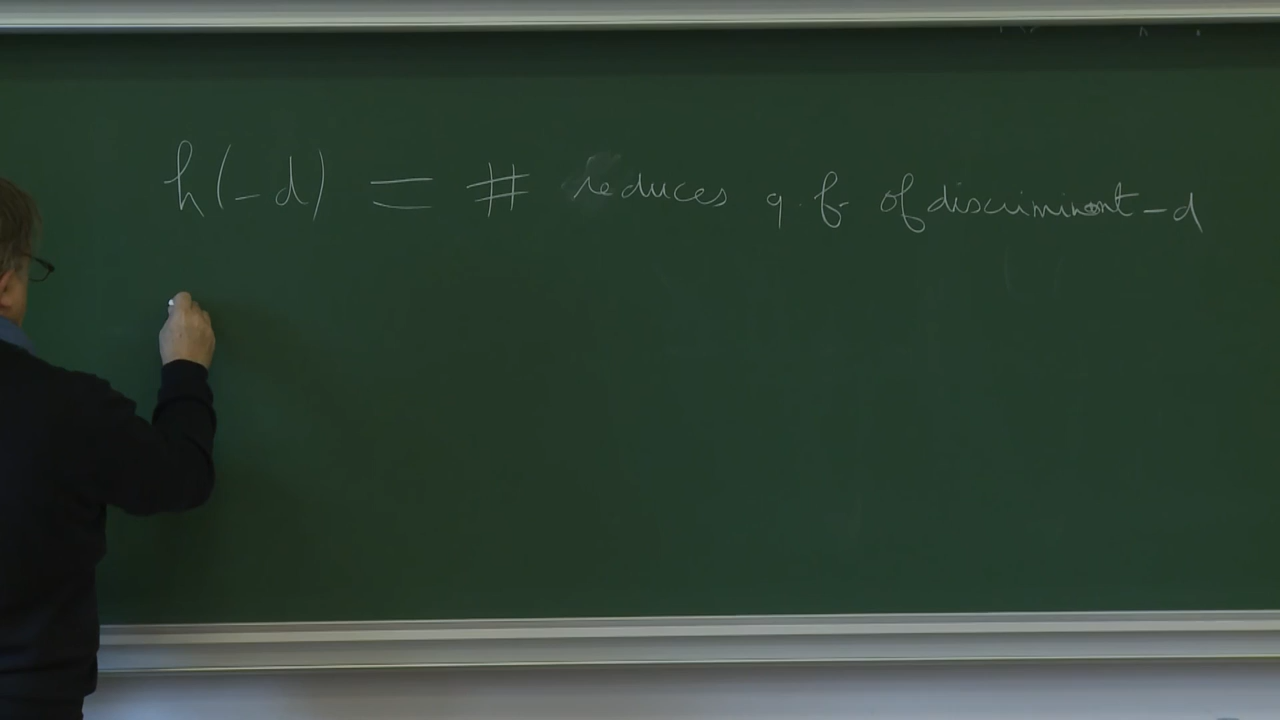 h(-d) = # reduces q.f. of discriminant -d